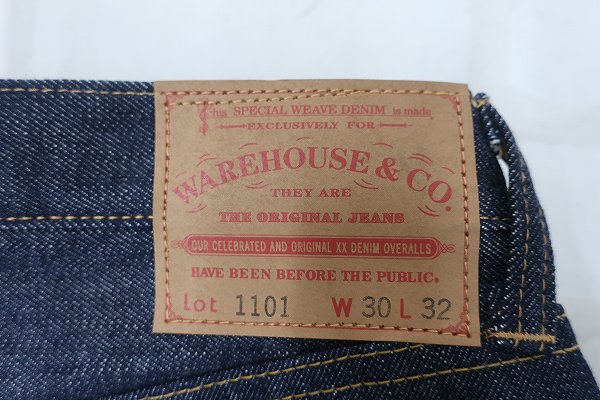 This SPECIAL WEAVE DENIM is made
EXCLUSIVELY FOR
WAREHOUSE & CO.
THEY ARE
THE ORIGINAL JEANS
OUR CELEBRATED AND ORIGINAL XX DENIM OVERALLS
HAVE BEEN BEFORE THE PUBLIC.
Lot 1101 W 30 L 32